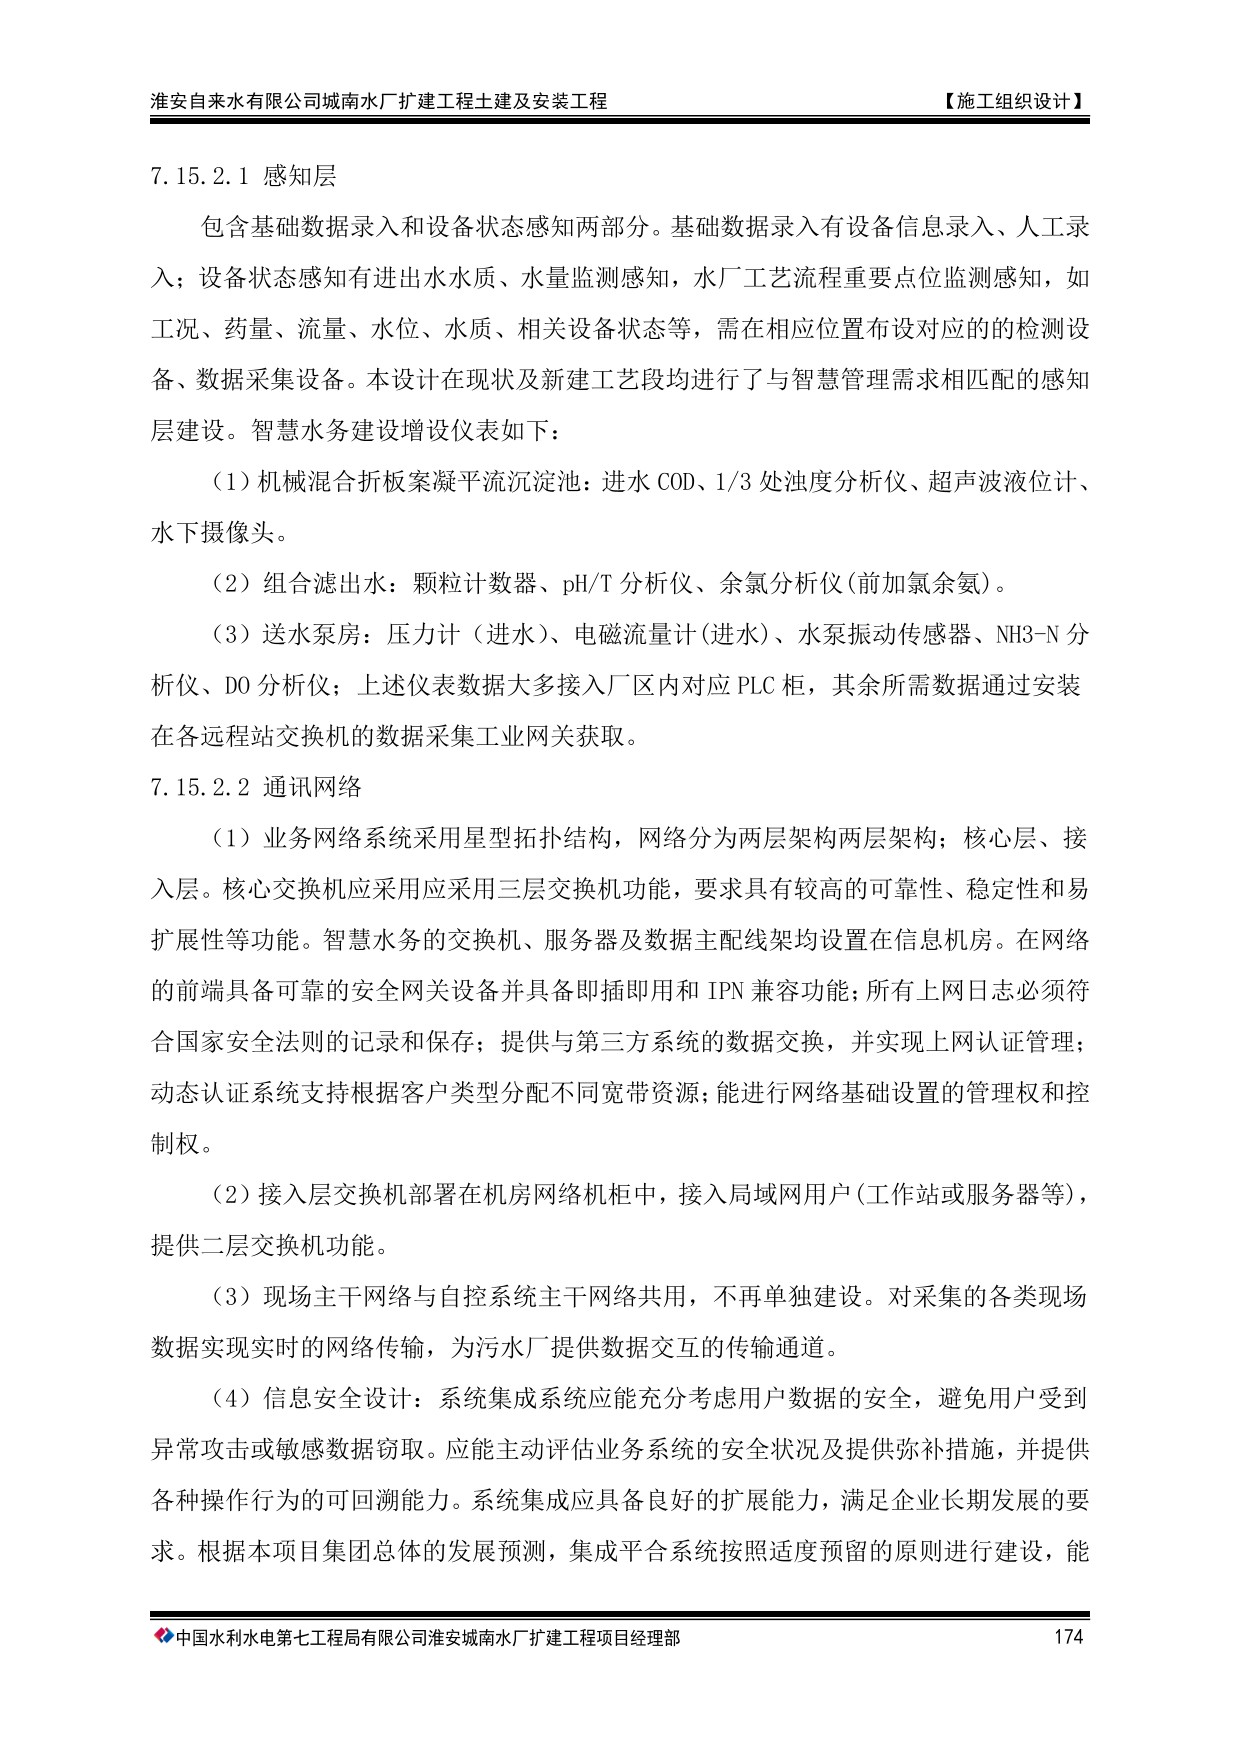 淮安自来水有限公司城南水厂扩建工程土建及安装工程 【施工组织设计】
7.15.2.1 感知层
包含基础数据录入和设备状态感知两部分。基础数据录入有设备信息录入、人工录
入；设备状态感知有进出水水质、水量监测感知，水厂工艺流程重要点位监测感知，如
工况、药量、流量、水位、水质、相关设备状态等，需在相应位置布设对应的的检测设
备、数据采集设备。本设计在现状及新建工艺段均进行了与智慧管理需求相匹配的感知
层建设。智慧水务建设增设仪表如下：
（1）机械混合折板案凝平流沉淀池：进水 COD、1/3 处浊度分析仪、超声波液位计、
水下摄像头。
（2）组合滤出水：颗粒计数器、pH/T 分析仪、余氯分析仪(前加氯余氨)。
（3）送水泵房：压力计（进水）、电磁流量计(进水)、水泵振动传感器、NH3-N 分
析仪、DO 分析仪；上述仪表数据大多接入厂区内对应 PLC 柜，其余所需数据通过安装
在各远程站交换机的数据采集工业网关获取。
7.15.2.2 通讯网络
（1）业务网络系统采用星型拓扑结构，网络分为两层架构两层架构；核心层、接
入层。核心交换机应采用应采用三层交换机功能，要求具有较高的可靠性、稳定性和易
扩展性等功能。智慧水务的交换机、服务器及数据主配线架均设置在信息机房。在网络
的前端具备可靠的安全网关设备并具备即插即用和 IPN 兼容功能；所有上网日志必须符
合国家安全法则的记录和保存；提供与第三方系统的数据交换，并实现上网认证管理；
动态认证系统支持根据客户类型分配不同宽带资源；能进行网络基础设置的管理权和控
制权。
（2）接入层交换机部署在机房网络机柜中，接入局域网用户(工作站或服务器等)，
提供二层交换机功能。
（3）现场主干网络与自控系统主干网络共用，不再单独建设。对采集的各类现场
数据实现实时的网络传输，为污水厂提供数据交互的传输通道。
（4）信息安全设计：系统集成系统应能充分考虑用户数据的安全，避免用户受到
异常攻击或敏感数据窃取。应能主动评估业务系统的安全状况及提供弥补措施，并提供
各种操作行为的可回溯能力。系统集成应具备良好的扩展能力，满足企业长期发展的要
求。根据本项目集团总体的发展预测，集成平台系统按照适度预留的原则进行建设，能
中国水利水电第七工程局有限公司淮安城南水厂扩建工程项目经理部 174